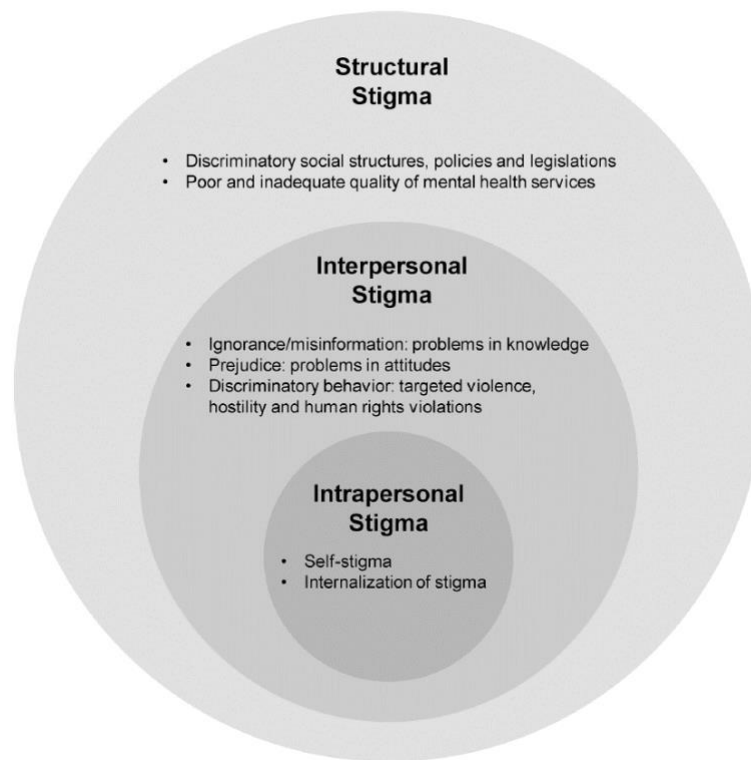 Structural
Stigma
• Discriminatory social structures, policies and legislations
• Poor and inadequate quality of mental health services
Interpersonal
Stigma
• Ignorance/misinformation: problems in knowledge
• Prejudice: problems in attitudes
• Discriminatory behavior: targeted violence,
hostility and human rights violations
Intrapersonal
Stigma
• Self-stigma
• Internalization of stigma